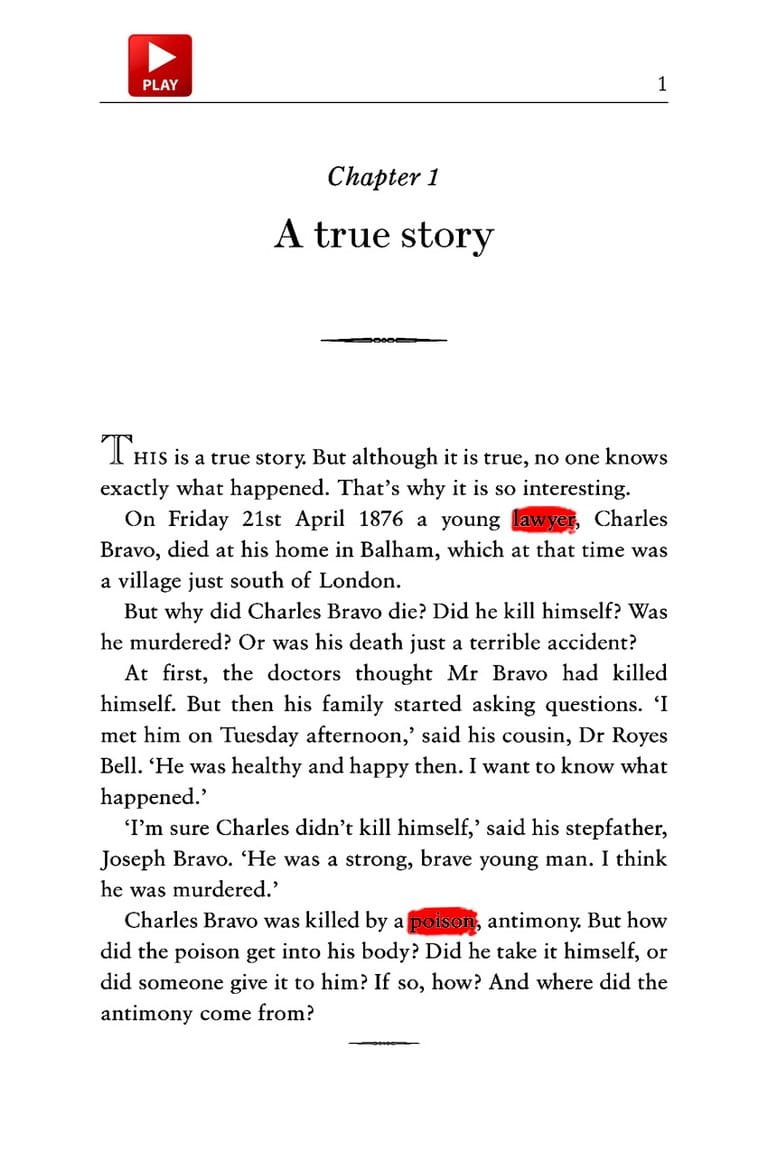 PLAY
1
Chapter 1
A true story
THIS is a true story. But although it is true, no one knows
exactly what happened. That’s why it is so interesting.
On Friday 21st April 1876 a young lawyer, Charles
Bravo, died at his home in Balham, which at that time was
a village just south of London.
But why did Charles Bravo die? Did he kill himself? Was
he murdered? Or was his death just a terrible accident?
At first, the doctors thought Mr Bravo had killed
himself. But then his family started asking questions. ‘I
met him on Tuesday afternoon,’ said his cousin, Dr Royes
Bell. ‘He was healthy and happy then. I want to know what
happened.’
‘I’m sure Charles didn’t kill himself,’ said his stepfather,
Joseph Bravo. ‘He was a strong, brave young man. I think
he was murdered.’
Charles Bravo was killed by a poison, antimony. But how
did the poison get into his body? Did he take it himself, or
did someone give it to him? If so, how? And where did the
antimony come from?